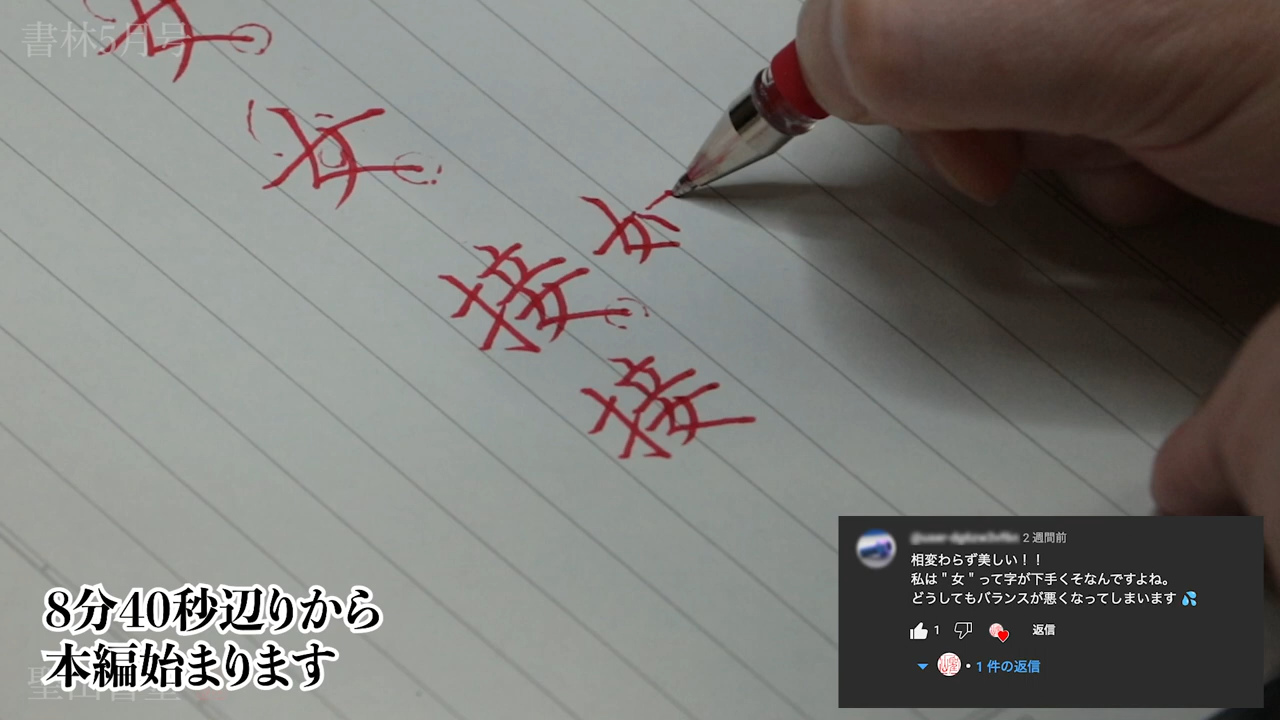 書林5月号
女
女
女
接
接
8分40秒辺りから
本編始まります
2 週間前
相変わらず美しい！！
私は " 女 " って字が下手くそなんですよね。
どうしてもバランスが悪くなってしまいます💦
1
返信
1 件の返信